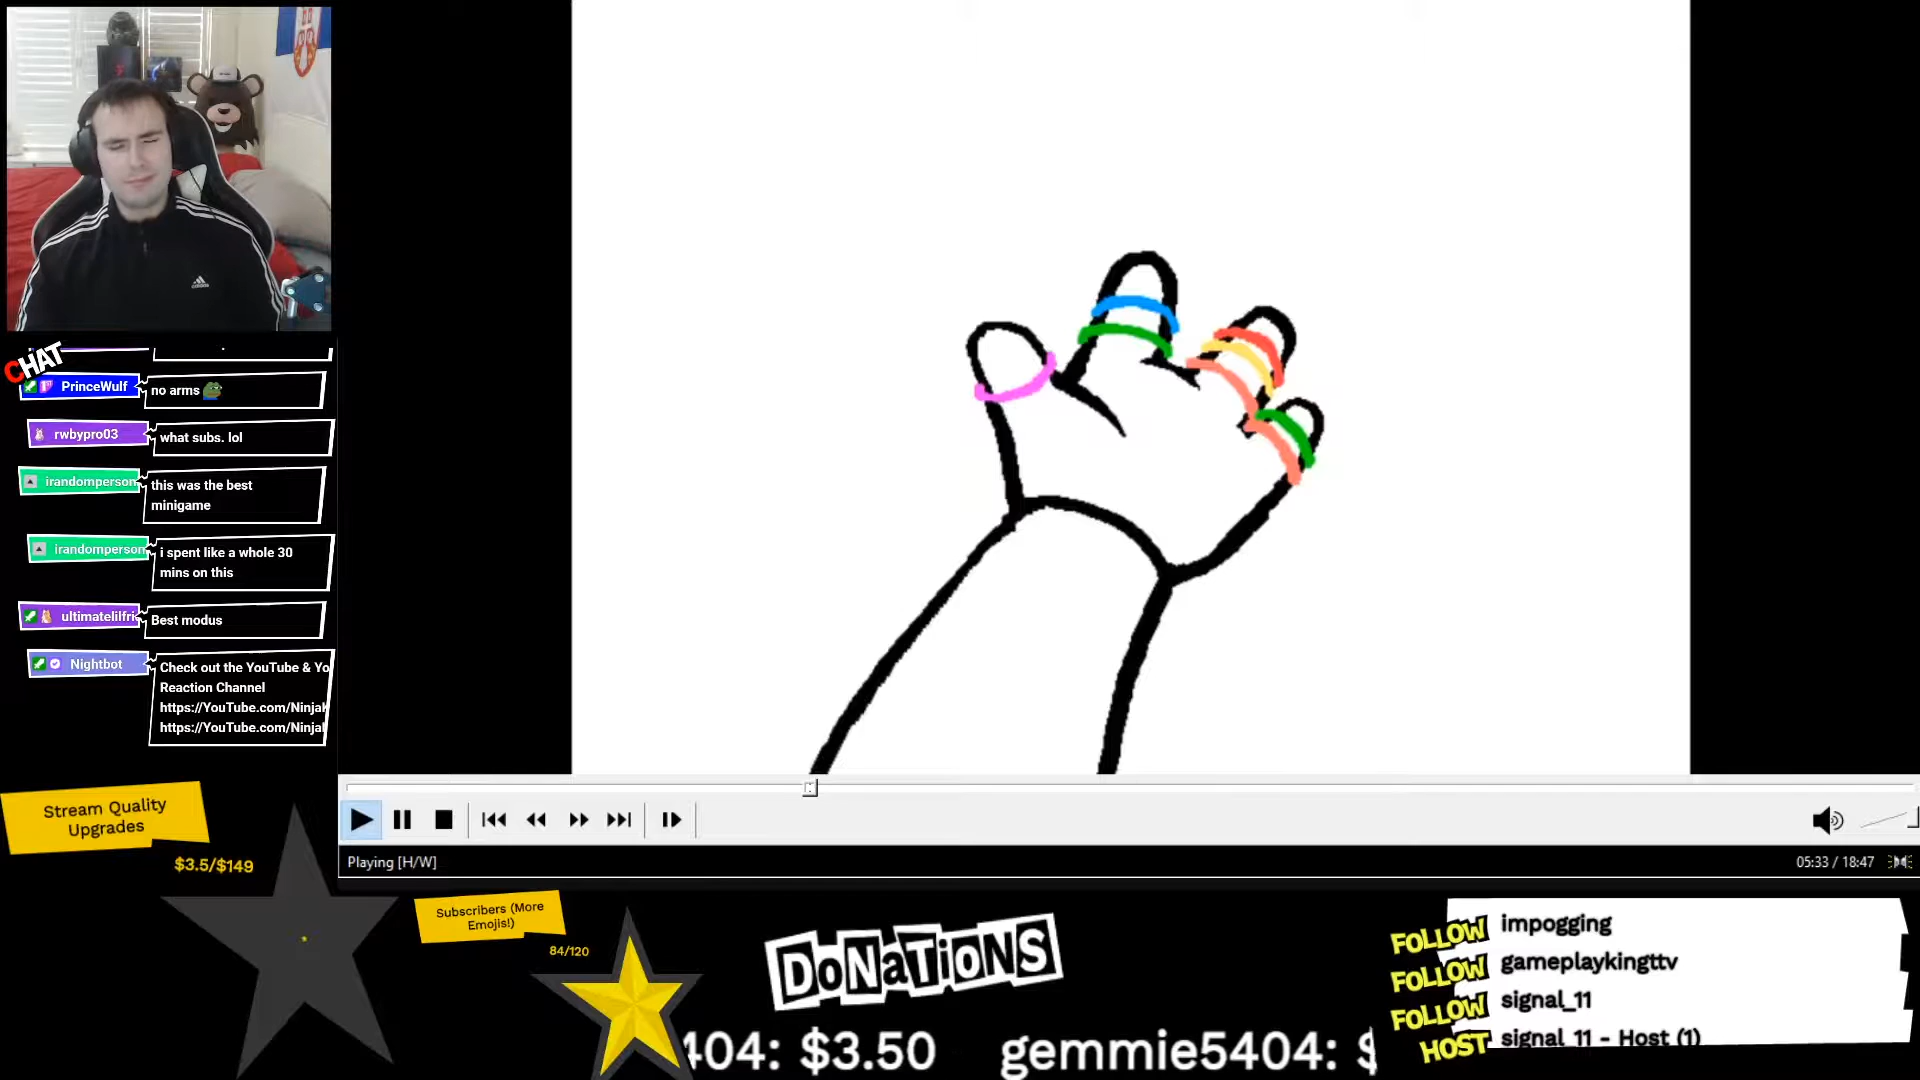 CHAT
PrinceWulf
no arms
rwbypro03
what subs. lol
irandomperson
this was the best
minigame
irandomperson
i spent like a whole 30
mins on this
ultimatelilfri
Best modus
Nightbot
Check out the YouTube & Yo
Reaction Channel
https://YouTube.com/Ninja
https://YouTube.com/Ninja
Stream Quality
Upgrades
$3.5/$149
Subscribers (More
Emojis!)
84/120
DoNaTioNS
404: $3.50 gemmie5404: $
Playing [H/W]
05:33 / 18:47
FOLLOW impogging
FOLLOW gameplaykingttv
FOLLOW signal_11
HOST signal_11 - Host (1)